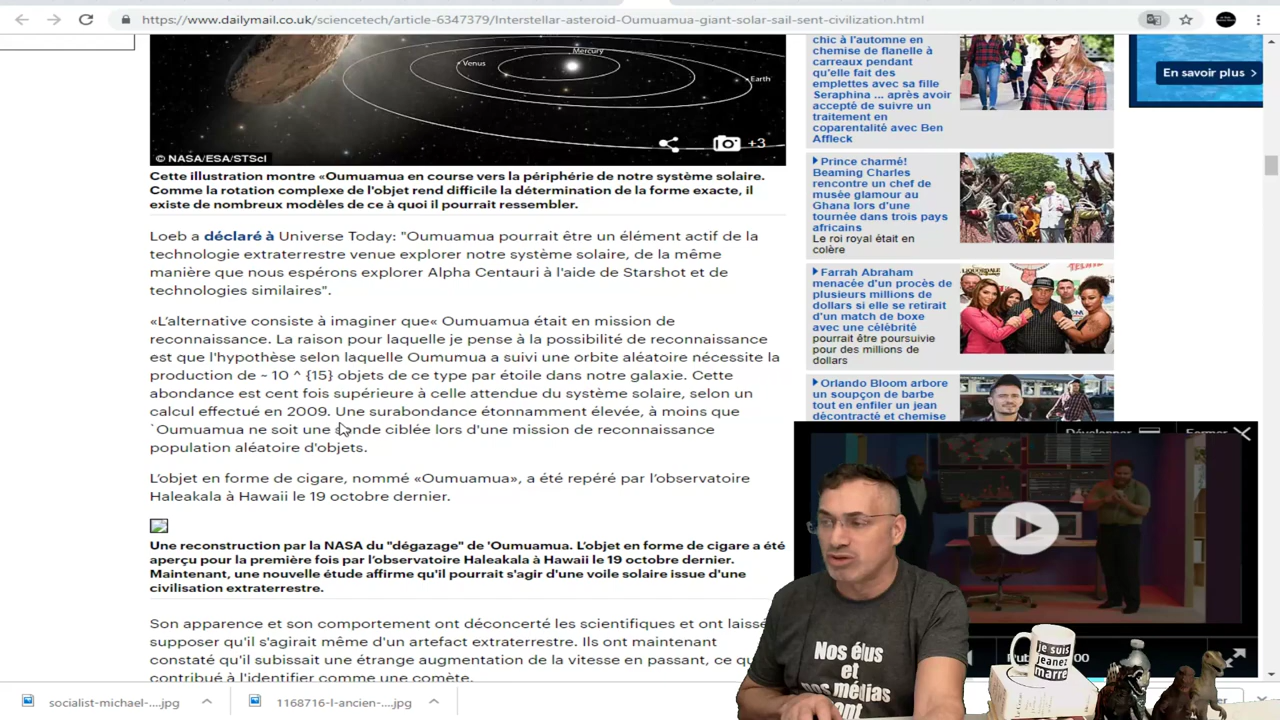 https://www.dailymail.co.uk/sciencetech/article-6347379/Interstellar-asteroid-Oumuamua-giant-solar-sail-sent-civilization.html
Mercury
Venus
Earth
+3
© NASA/ESA/STScI
Cette illustration montre «Oumuamua en course vers la périphérie de notre système solaire.
Comme la rotation complexe de l'objet rend difficile la détermination de la forme exacte, il
existe de nombreux modèles de ce à quoi il pourrait ressembler.
Loeb a déclaré à Universe Today: "Oumuamua pourrait être un élément actif de la
technologie extraterrestre venue explorer notre système solaire, de la même
manière que nous espérons explorer Alpha Centauri à l'aide de Starshot et de
technologies similaires".
«L'alternative consiste à imaginer que« Oumuamua était en mission de
reconnaissance. La raison pour laquelle je pense à la possibilité de reconnaissance
est que l'hypothèse selon laquelle Oumumua a suivi une orbite aléatoire nécessite la
production de ~ 10 ^ {15} objets de ce type par étoile dans notre galaxie. Cette
abondance est cent fois supérieure à celle attendue du système solaire, selon un
calcul effectué en 2009. Une surabondance étonnamment élevée, à moins que
`Oumuamua ne soit une sonde ciblée lors d'une mission de reconnaissance
population aléatoire d'objets.
L'objet en forme de cigare, nommé «Oumuamua», a été repéré par l'observatoire
Haleakala à Hawaii le 19 octobre dernier.
Une reconstruction par la NASA du "dégazage" de 'Oumuamua. L'objet en forme de cigare a été
aperçu pour la première fois par l'observatoire Haleakala à Hawaii le 19 octobre dernier.
Maintenant, une nouvelle étude affirme qu'il pourrait s'agir d'une voile solaire issue d'une
civilisation extraterrestre.
Son apparence et son comportement ont déconcerté les scientifiques et ont laissé
supposer qu'il s'agirait même d'un artefact extraterrestre. Ils ont maintenant
constaté qu'il subissait une étrange augmentation de la vitesse en passant, ce qu
contribué à l'identifier comme une comète.
chic à l'automne en
chemise de flanelle à
carreaux pendant
qu'elle fait des
emplettes avec sa fille
Seraphina ... après avoir
accepté de suivre un
traitement en
coparentalité avec Ben
Affleck
Prince charmé!
Beaming Charles
rencontre un chef de
musée glamour au
Ghana lors d'une
tournée dans trois pays
africains
Le roi royal était en
colère
Farrah Abraham
menacée d'un procès de
plusieurs millions de
dollars si elle se retirait
d'un match de boxe
avec une célébrité
pourrait être poursuivie
pour des millions de
dollars
Orlando Bloom arbore
un soupçon de barbe
tout en enfiler un jean
décontracté et chemise
En savoir plus >
Développer
Fermer
Nos élus
et
nos médias
ont
je suis
jeanez
marre
socialist-michael-....jpg
1168716-l-ancien-....jpg